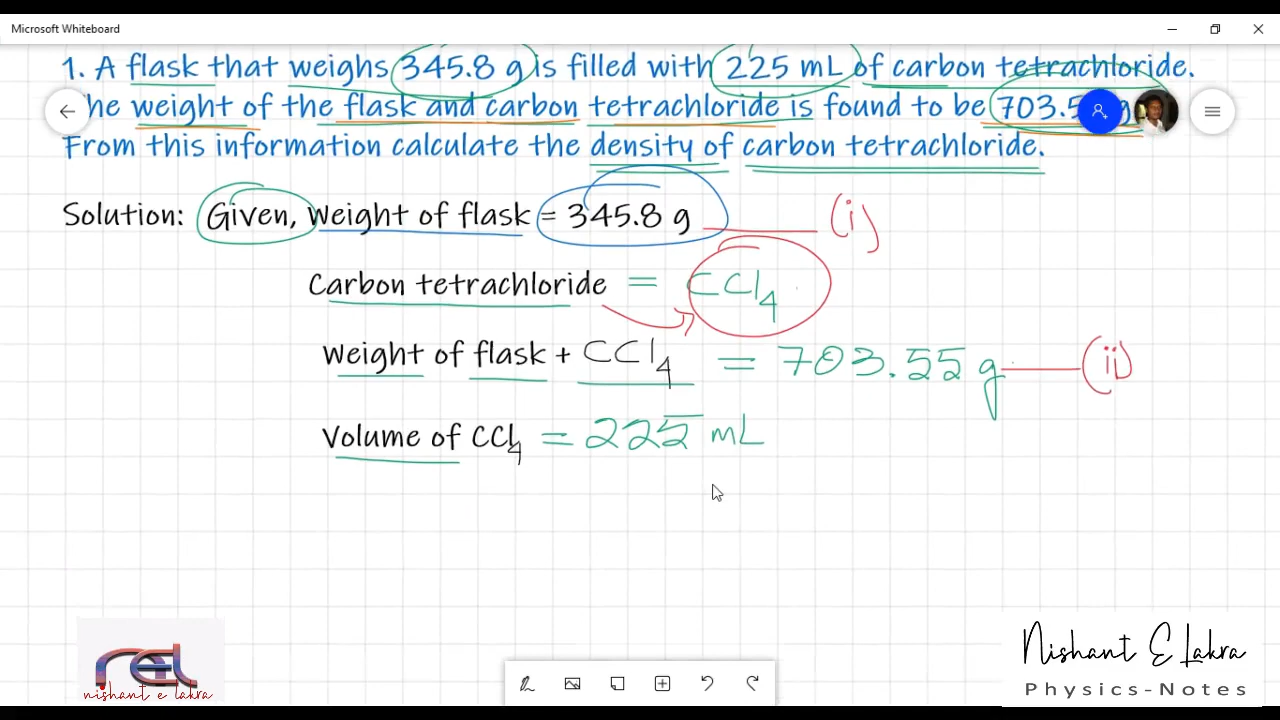 Microsoft Whiteboard
1. A flask that weighs 345.8 g is filled with 225 mL of carbon tetrachloride.
weight of the flask and carbon tetrachloride is found to be 703.5
From this information calculate the density of carbon tetrachloride.
Solution: Given, weight of flask = 345.8 g (i)
Carbon tetrachloride = CCl4
Weight of flask + CCl4 = 703.55 g (ii)
Volume of CCl4 = 225 mL
nel
nishant e lakra
Nishant E Lakra
Physics-Notes